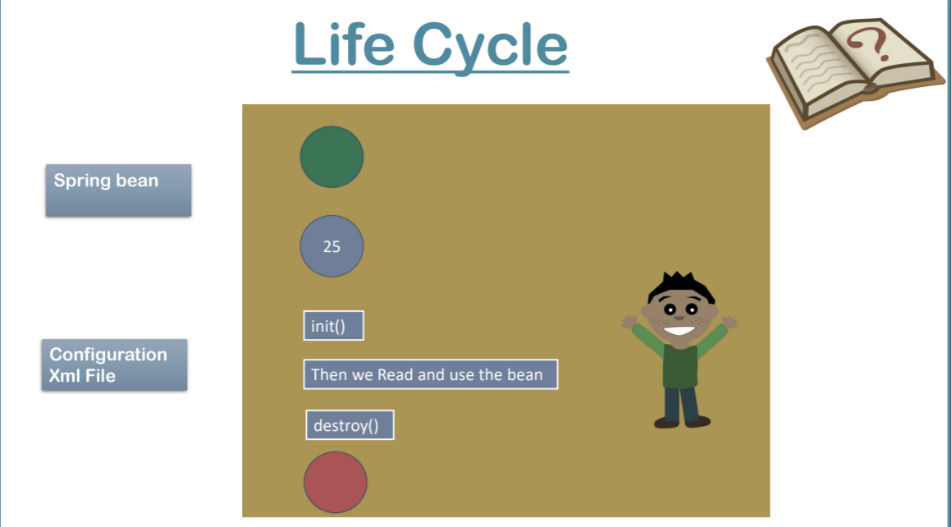 Life Cycle
?
Spring bean
25
init()
Configuration
Xml File
Then we Read and use the bean
destroy()